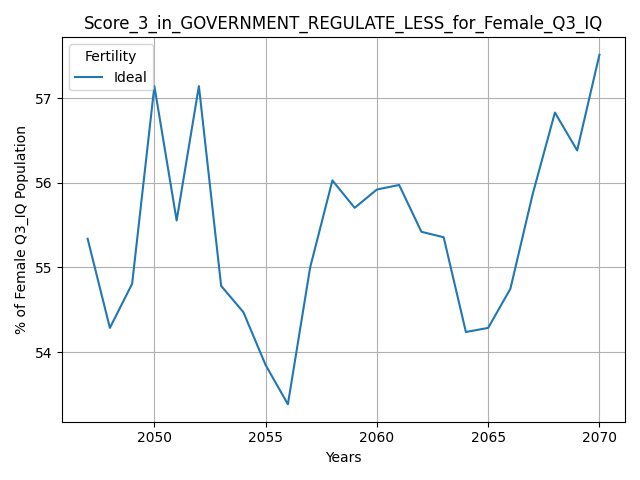 Score_3_in_GOVERNMENT_REGULATE_LESS_for_Female_Q3_IQ
Fertility
Ideal
% of Female Q3_IQ Population
57
56
55
54
2050 2055 2060 2065 2070
Years